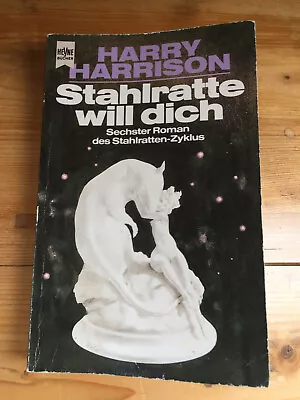 HEYNE
BÜCHER
HARRY
HARRISON
Stahlratte
will dich
Sechster Roman
des Stahlratten-Zyklus